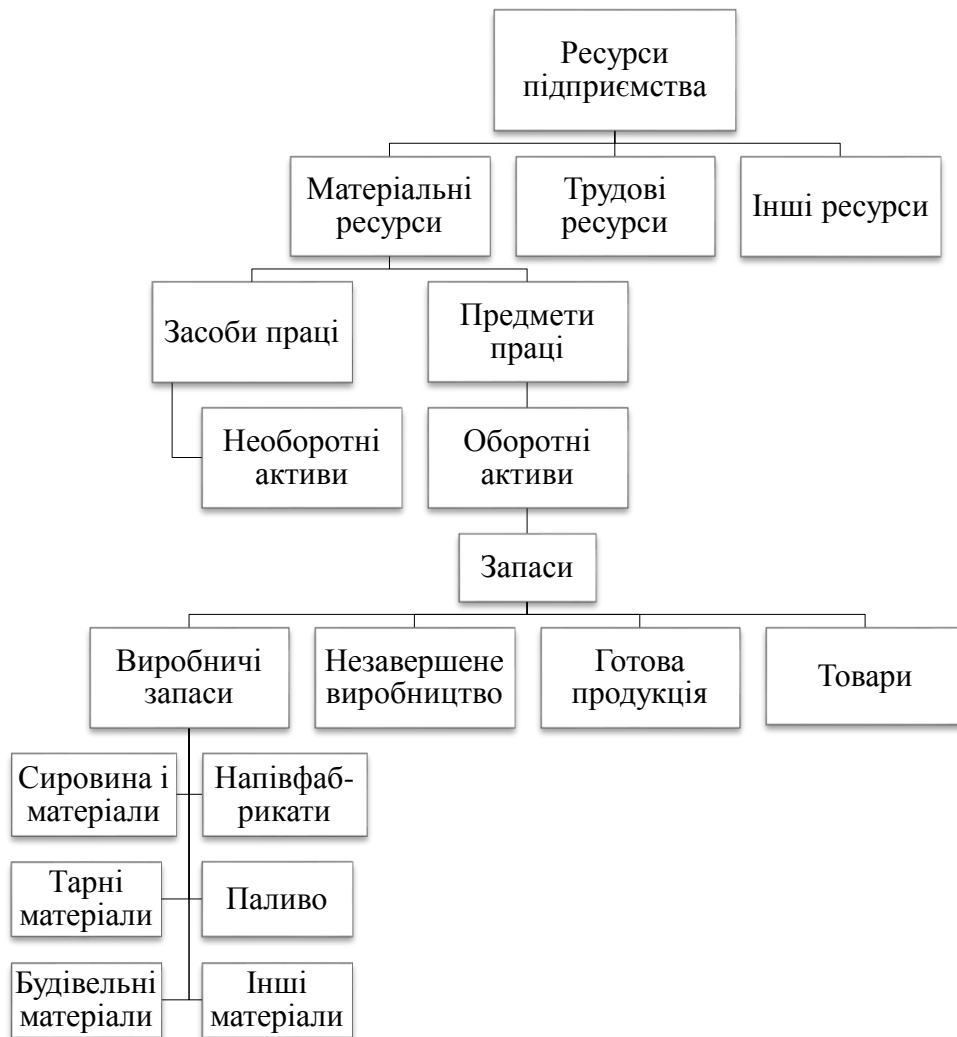 Ресурси
підприємства
Матеріальні
ресурси
Трудові
ресурси
Інші ресурси
Засоби праці
Предмети
праці
Необоротні
активи
Оборотні
активи
Запаси
Виробничі
запаси
Незавершене
виробництво
Готова
продукція
Товари
Сировина і
матеріали
Напівфаб-
рикати
Тарні
матеріали
Паливо
Будівельні
матеріали
Інші
матеріали